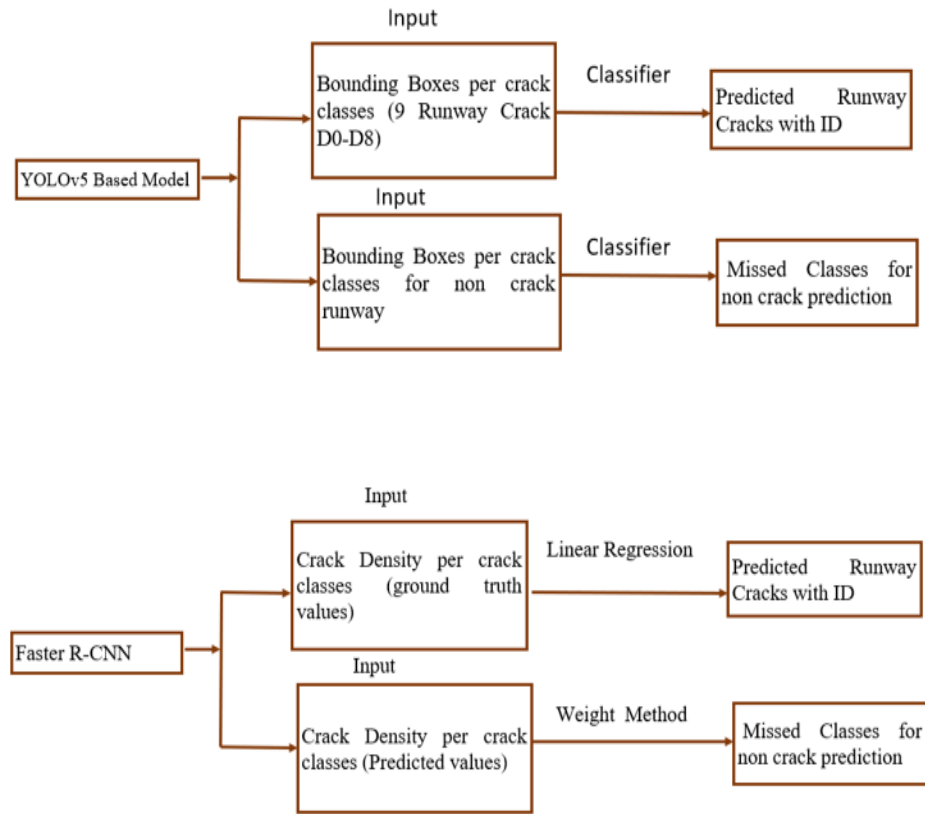 Input
Bounding Boxes per crack
classes (9 Runway Crack
D0-D8)
Classifier
Predicted Runway
Cracks with ID
YOLOv5 Based Model
Input
Bounding Boxes per crack
classes for non crack
runway
Classifier
Missed Classes for
non crack prediction
Input
Crack Density per crack
classes (ground truth
values)
Linear Regression
Predicted Runway
Cracks with ID
Faster R-CNN
Input
Crack Density per crack
classes (Predicted values)
Weight Method
Missed Classes for
non crack prediction